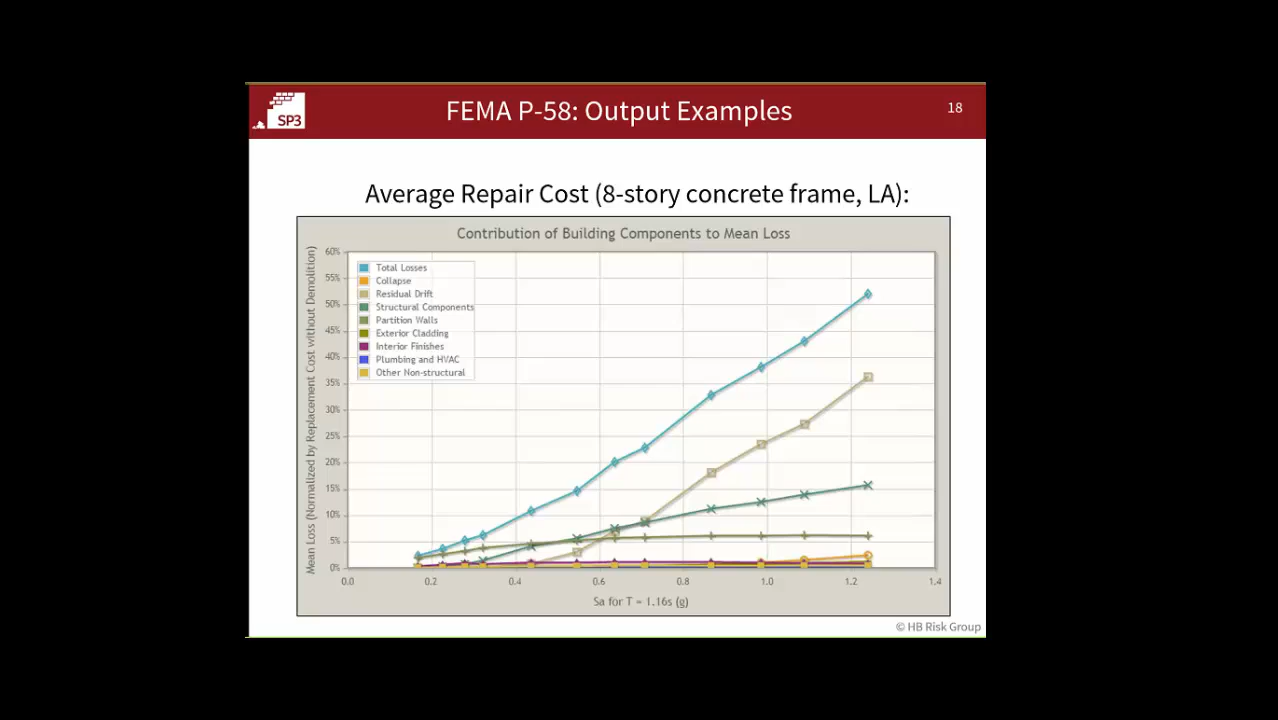 SP3
FEMA P-58: Output Examples
18
Average Repair Cost (8-story concrete frame, LA):
Contribution of Building Components to Mean Loss
Mean Loss (Normalized by Replacement Cost without Demolition)
60%
55%
50%
45%
40%
35%
30%
25%
20%
15%
10%
5%
0%
Total Losses
Collapse
Residual Drift
Structural Components
Partition Walls
Exterior Cladding
Interior Finishes
Plumbing and HVAC
Other Non-structural
0.0 0.2 0.4 0.6 0.8 1.0 1.2 1.4
Sa for T = 1.16s (g)
© HB Risk Group